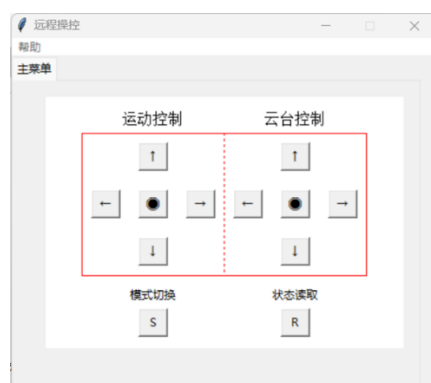 远程操控
帮助
主菜单
运动控制 云台控制
↑ ↑
← → ← →
↓ ↓
模式切换 状态读取
S R